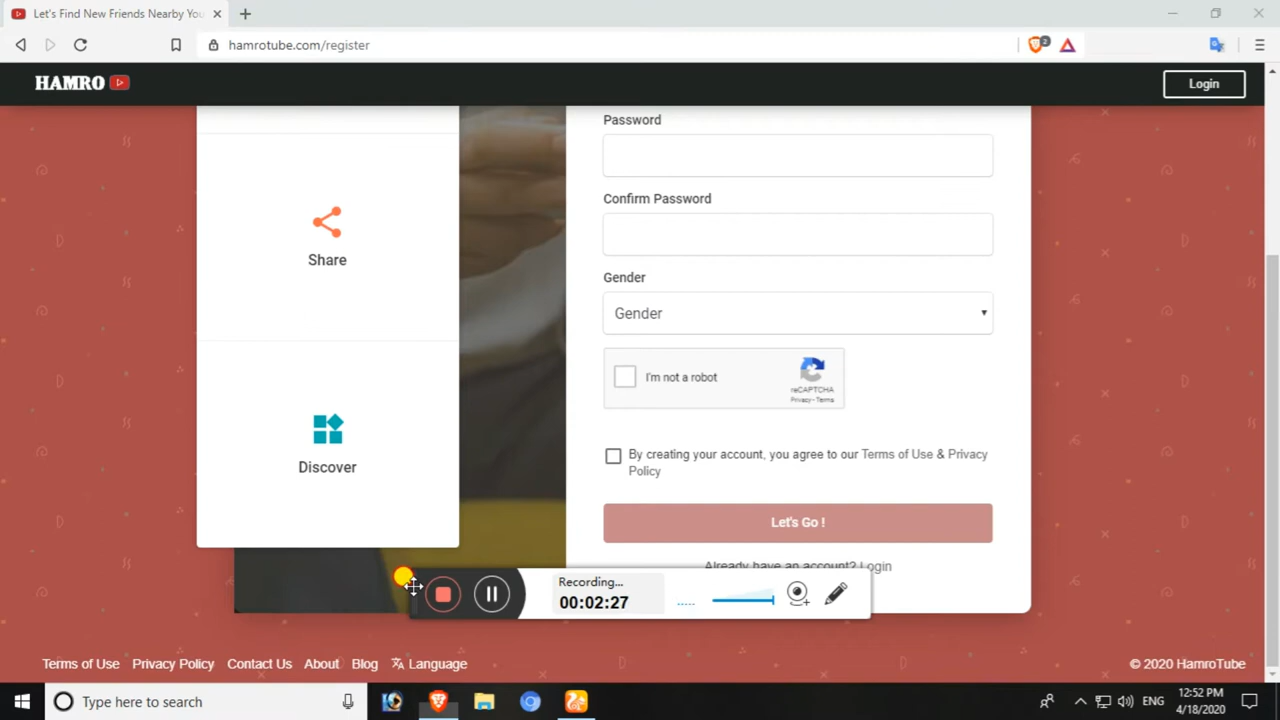 Let's Find New Friends Nearby You
hamrotube.com/register
2
HAMRO
Login
Password
Confirm Password
Share
Gender
Gender
I'm not a robot
reCAPTCHA
Privacy - Terms
Discover
By creating your account, you agree to our Terms of Use & Privacy
Policy
Let's Go !
Already have an account? Login
Recording...
00:02:27
Terms of Use Privacy Policy Contact Us About Blog Language
© 2020 HamroTube
Type here to search
ENG
12:52 PM
4/18/2020